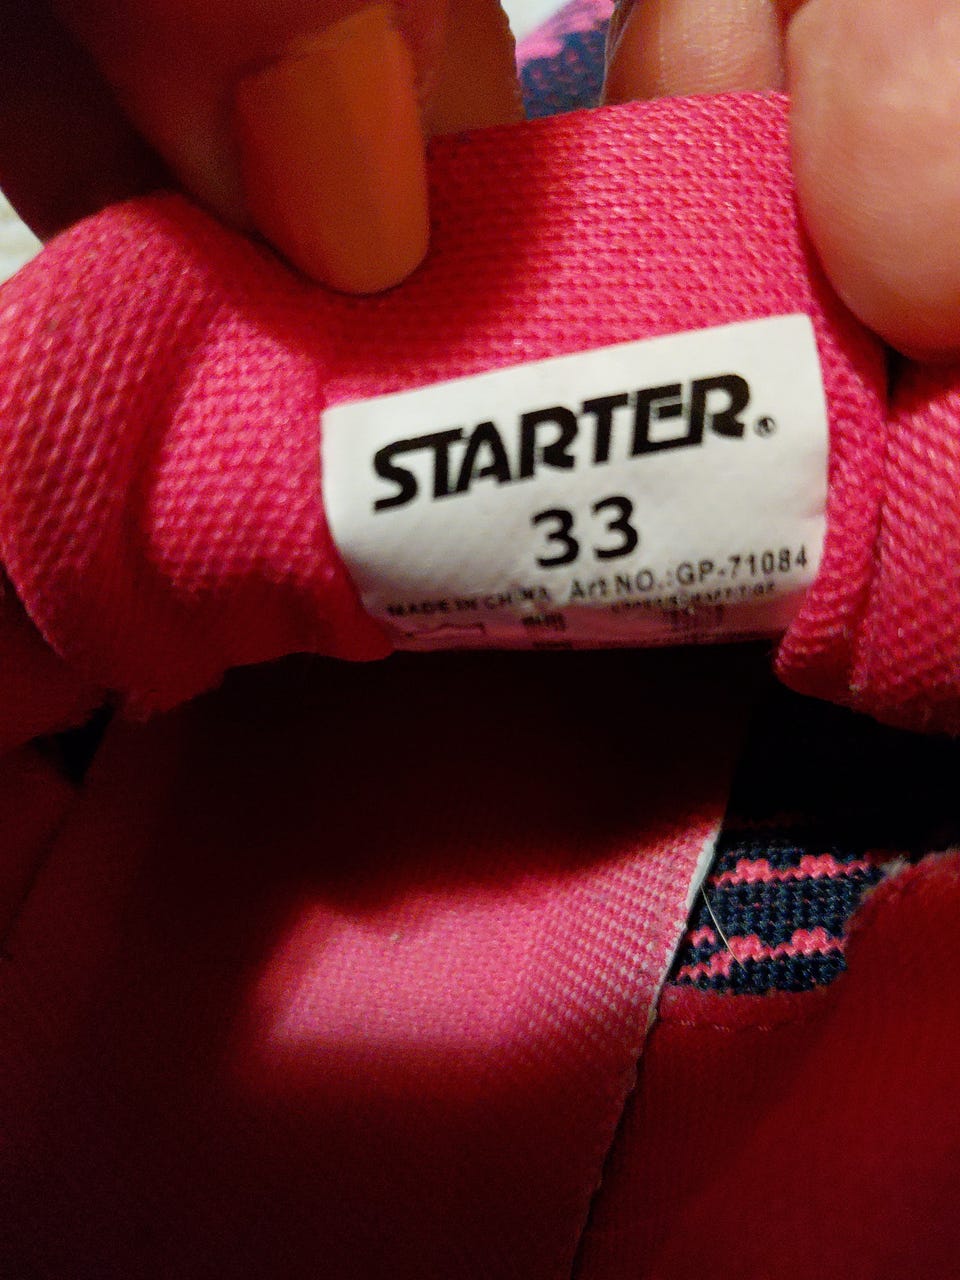 STARTER®
33
MADE IN CHINA Art NO.:GP-71084